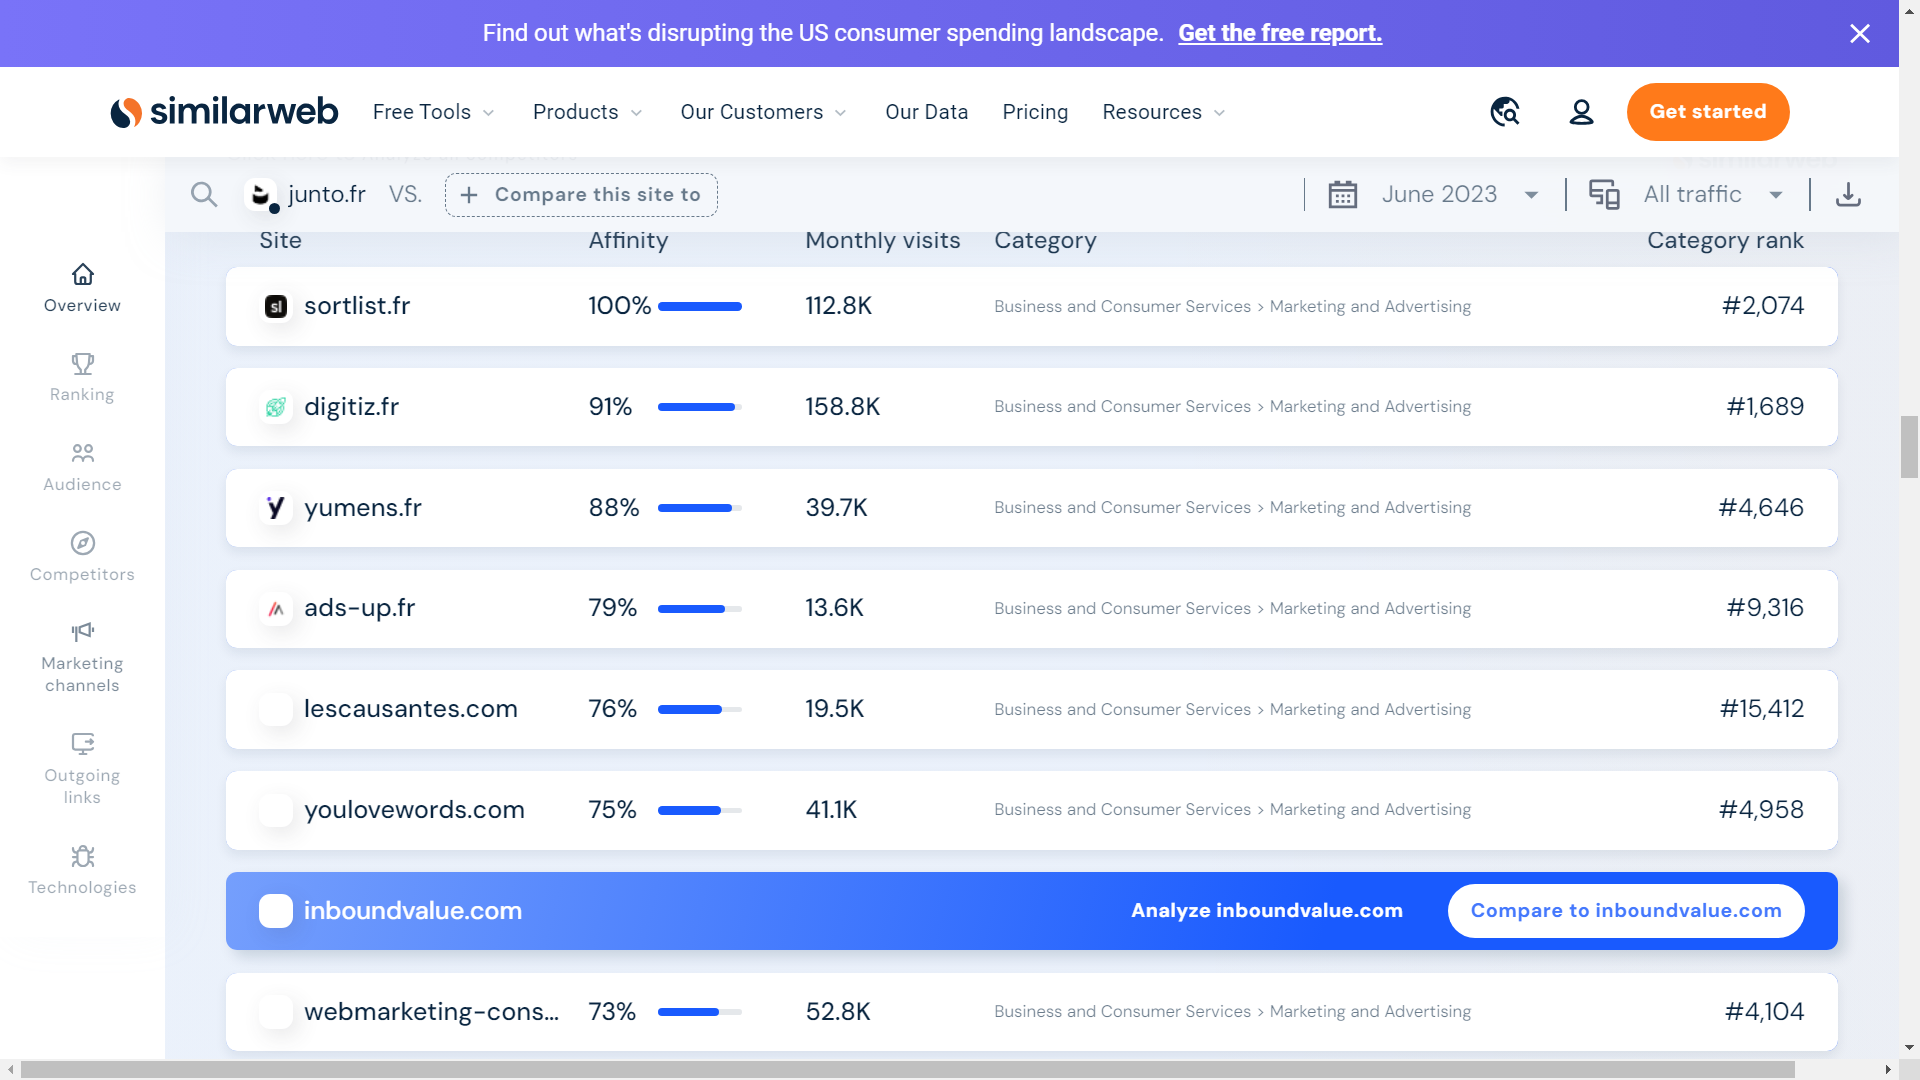 Find out what's disrupting the US consumer spending landscape. Get the free report.
similarweb Free Tools Products Our Customers Our Data Pricing Resources Get started
junto.fr VS. + Compare this site to June 2023 All traffic
Site Affinity Monthly visits Category Category rank
Overview
Ranking
Audience
Competitors
Marketing
channels
Outgoing
links
Technologies
sl sortlist.fr 100% 112.8K Business and Consumer Services > Marketing and Advertising #2,074
digitiz.fr 91% 158.8K Business and Consumer Services > Marketing and Advertising #1,689
y yumens.fr 88% 39.7K Business and Consumer Services > Marketing and Advertising #4,646
ads-up.fr 79% 13.6K Business and Consumer Services > Marketing and Advertising #9,316
lescausantes.com 76% 19.5K Business and Consumer Services > Marketing and Advertising #15,412
youlovewords.com 75% 41.1K Business and Consumer Services > Marketing and Advertising #4,958
inboundvalue.com Analyze inboundvalue.com Compare to inboundvalue.com
webmarketing-cons... 73% 52.8K Business and Consumer Services > Marketing and Advertising #4,104